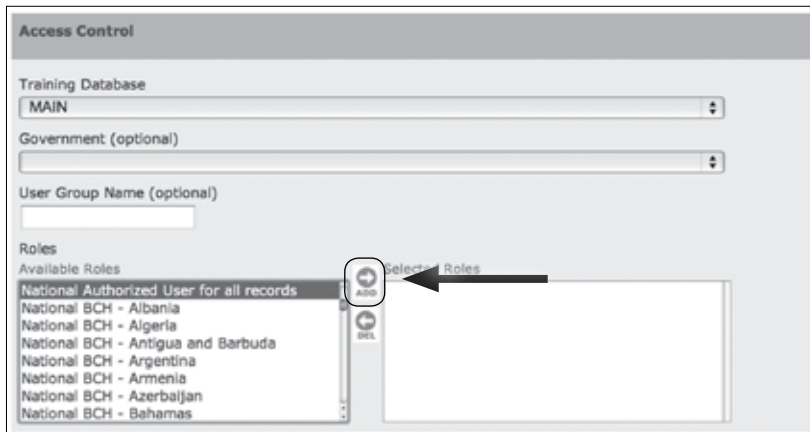 Access Control
Training Database
MAIN
Government (optional)
User Group Name (optional)
Roles
Available Roles
Selected Roles
ADD
DEL
National Authorized User for all records
National BCH - Albania
National BCH - Algeria
National BCH - Antigua and Barbuda
National BCH - Argentina
National BCH - Armenia
National BCH - Azerbaijan
National BCH - Bahamas